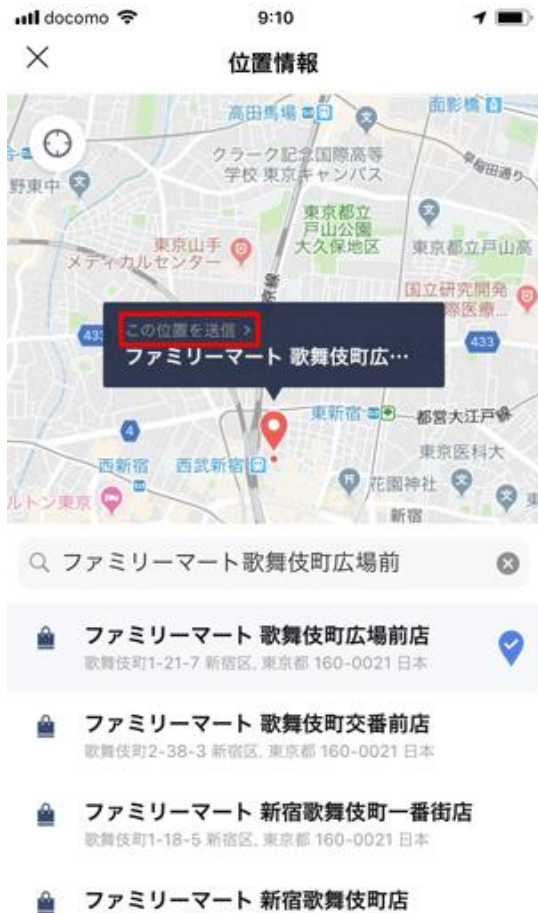 docomo 9:10
位置情報
高田馬場
面影橋
クラーク記念国際高等
学校 東京キャンパス
早稲田通り
野東中
東京都立
戸山公園
大久保地区
東京都立戸山高
東京山手
メディカルセンター
国立研究開発
際医療...
433
433
この位置を送信 >
ファミリーマート 歌舞伎町広…
東新宿
都営大江戸線
4
東京医科大
西新宿
西武新宿
花園神社
ルトン東京
新宿
ファミリーマート歌舞伎町広場前
ファミリーマート 歌舞伎町広場前店
歌舞伎町1-21-7 新宿区, 東京都 160-0021 日本
ファミリーマート 歌舞伎町交番前店
歌舞伎町2-38-3 新宿区, 東京都 160-0021 日本
ファミリーマート 新宿歌舞伎町一番街店
歌舞伎町1-18-5 新宿区, 東京都 160-0021 日本
ファミリーマート 新宿歌舞伎町店